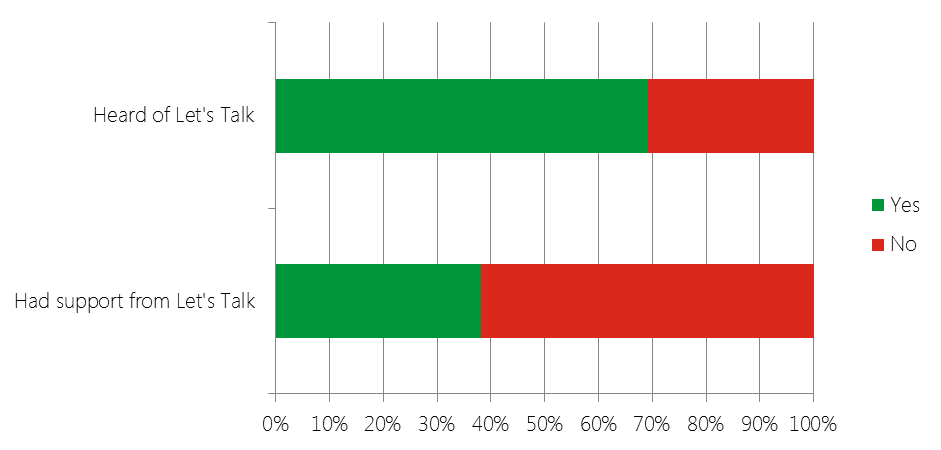 Heard of Let's Talk
Yes
No
Had support from Let's Talk
0% 10% 20% 30% 40% 50% 60% 70% 80% 90% 100%